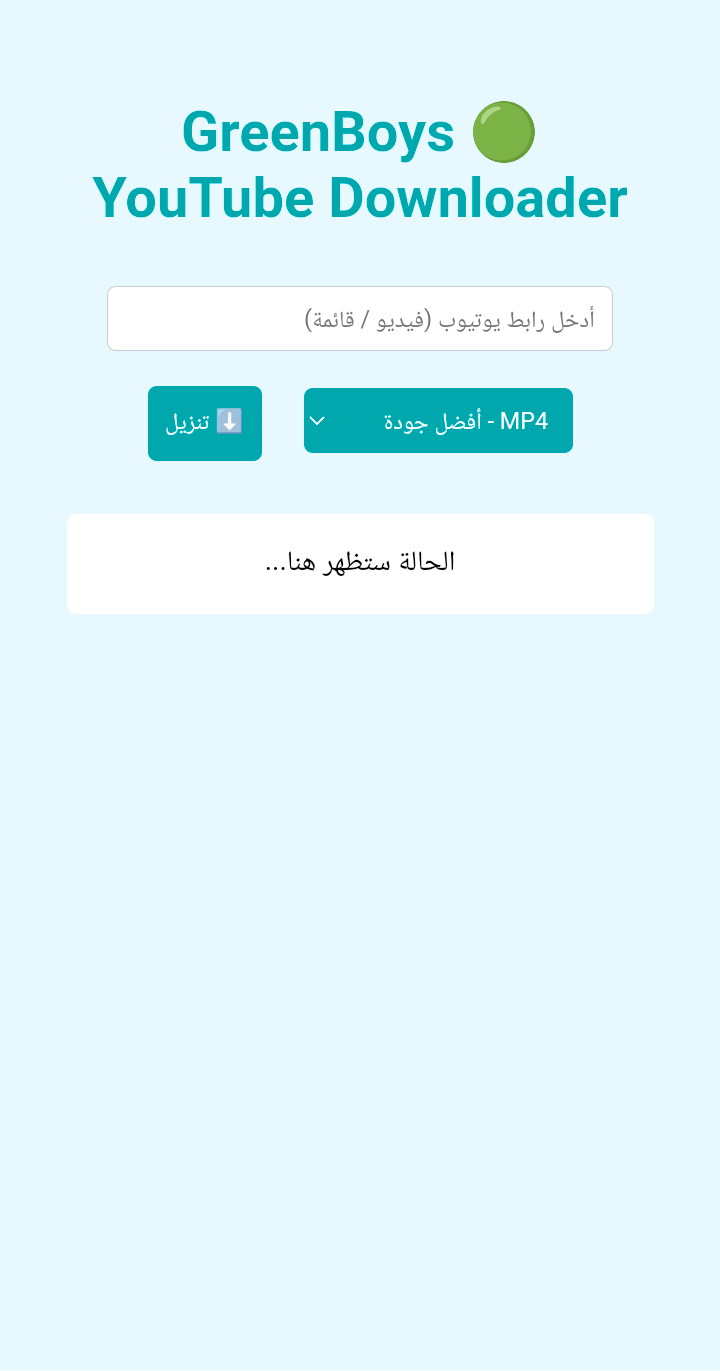 GreenBoys 🟢
YouTube Downloader
أدخل رابط يوتيوب (فيديو / قائمة)
MP4 - أفضل جودة
⬇️ تنزيل
الحالة ستظهر هنا...